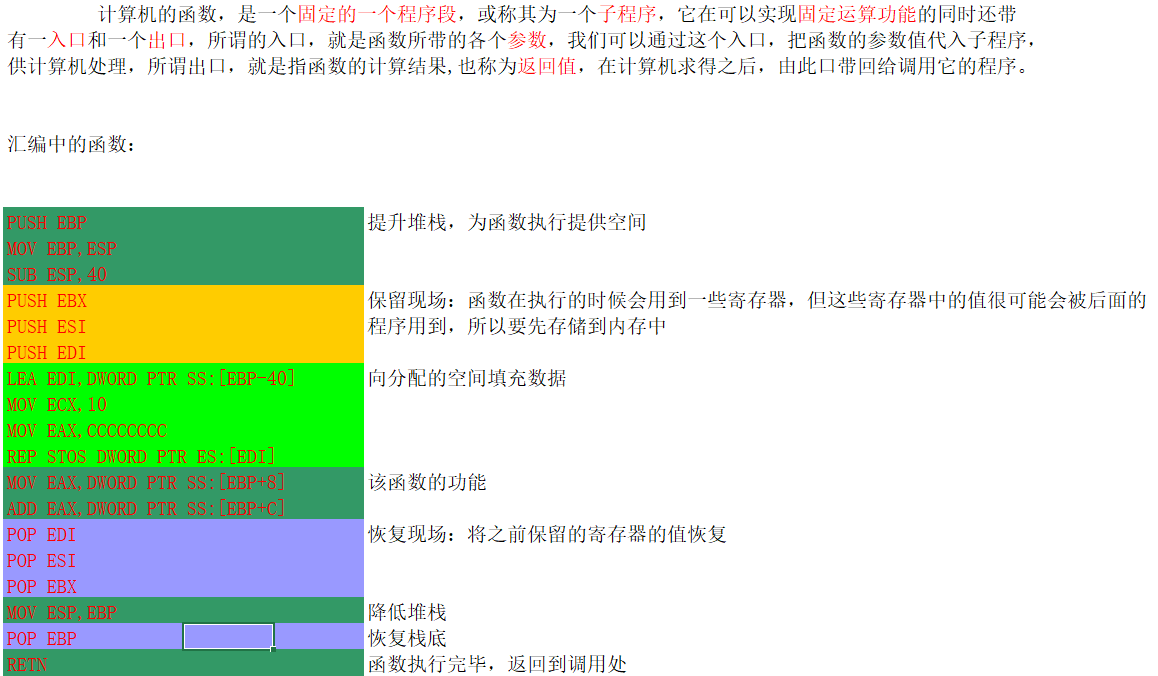 计算机的函数，是一个固定的一个程序段，或称其为一个子程序，它在可以实现固定运算功能的同时还带
有一入口和一个出口，所谓的入口，就是函数所带的各个参数，我们可以通过这个入口，把函数的参数值代入子程序，
供计算机处理，所谓出口，就是指函数的计算结果,也称为返回值，在计算机求得之后，由此口带回给调用它的程序。
汇编中的函数：
PUSH EBP 提升堆栈，为函数执行提供空间
MOV EBP,ESP
SUB ESP,40
PUSH EBX 保留现场：函数在执行的时候会用到一些寄存器，但这些寄存器中的值很可能会被后面的
PUSH ESI 程序用到，所以要先存储到内存中
PUSH EDI
LEA EDI,DWORD PTR SS:[EBP-40] 向分配的空间填充数据
MOV ECX,10
MOV EAX,CCCCCCCC
REP STOS DWORD PTR ES:[EDI]
MOV EAX,DWORD PTR SS:[EBP+8] 该函数的功能
ADD EAX,DWORD PTR SS:[EBP+C]
POP EDI 恢复现场：将之前保留的寄存器的值恢复
POP ESI
POP EBX
MOV ESP,EBP 降低堆栈
POP EBP 恢复栈底
RETN 函数执行完毕，返回到调用处